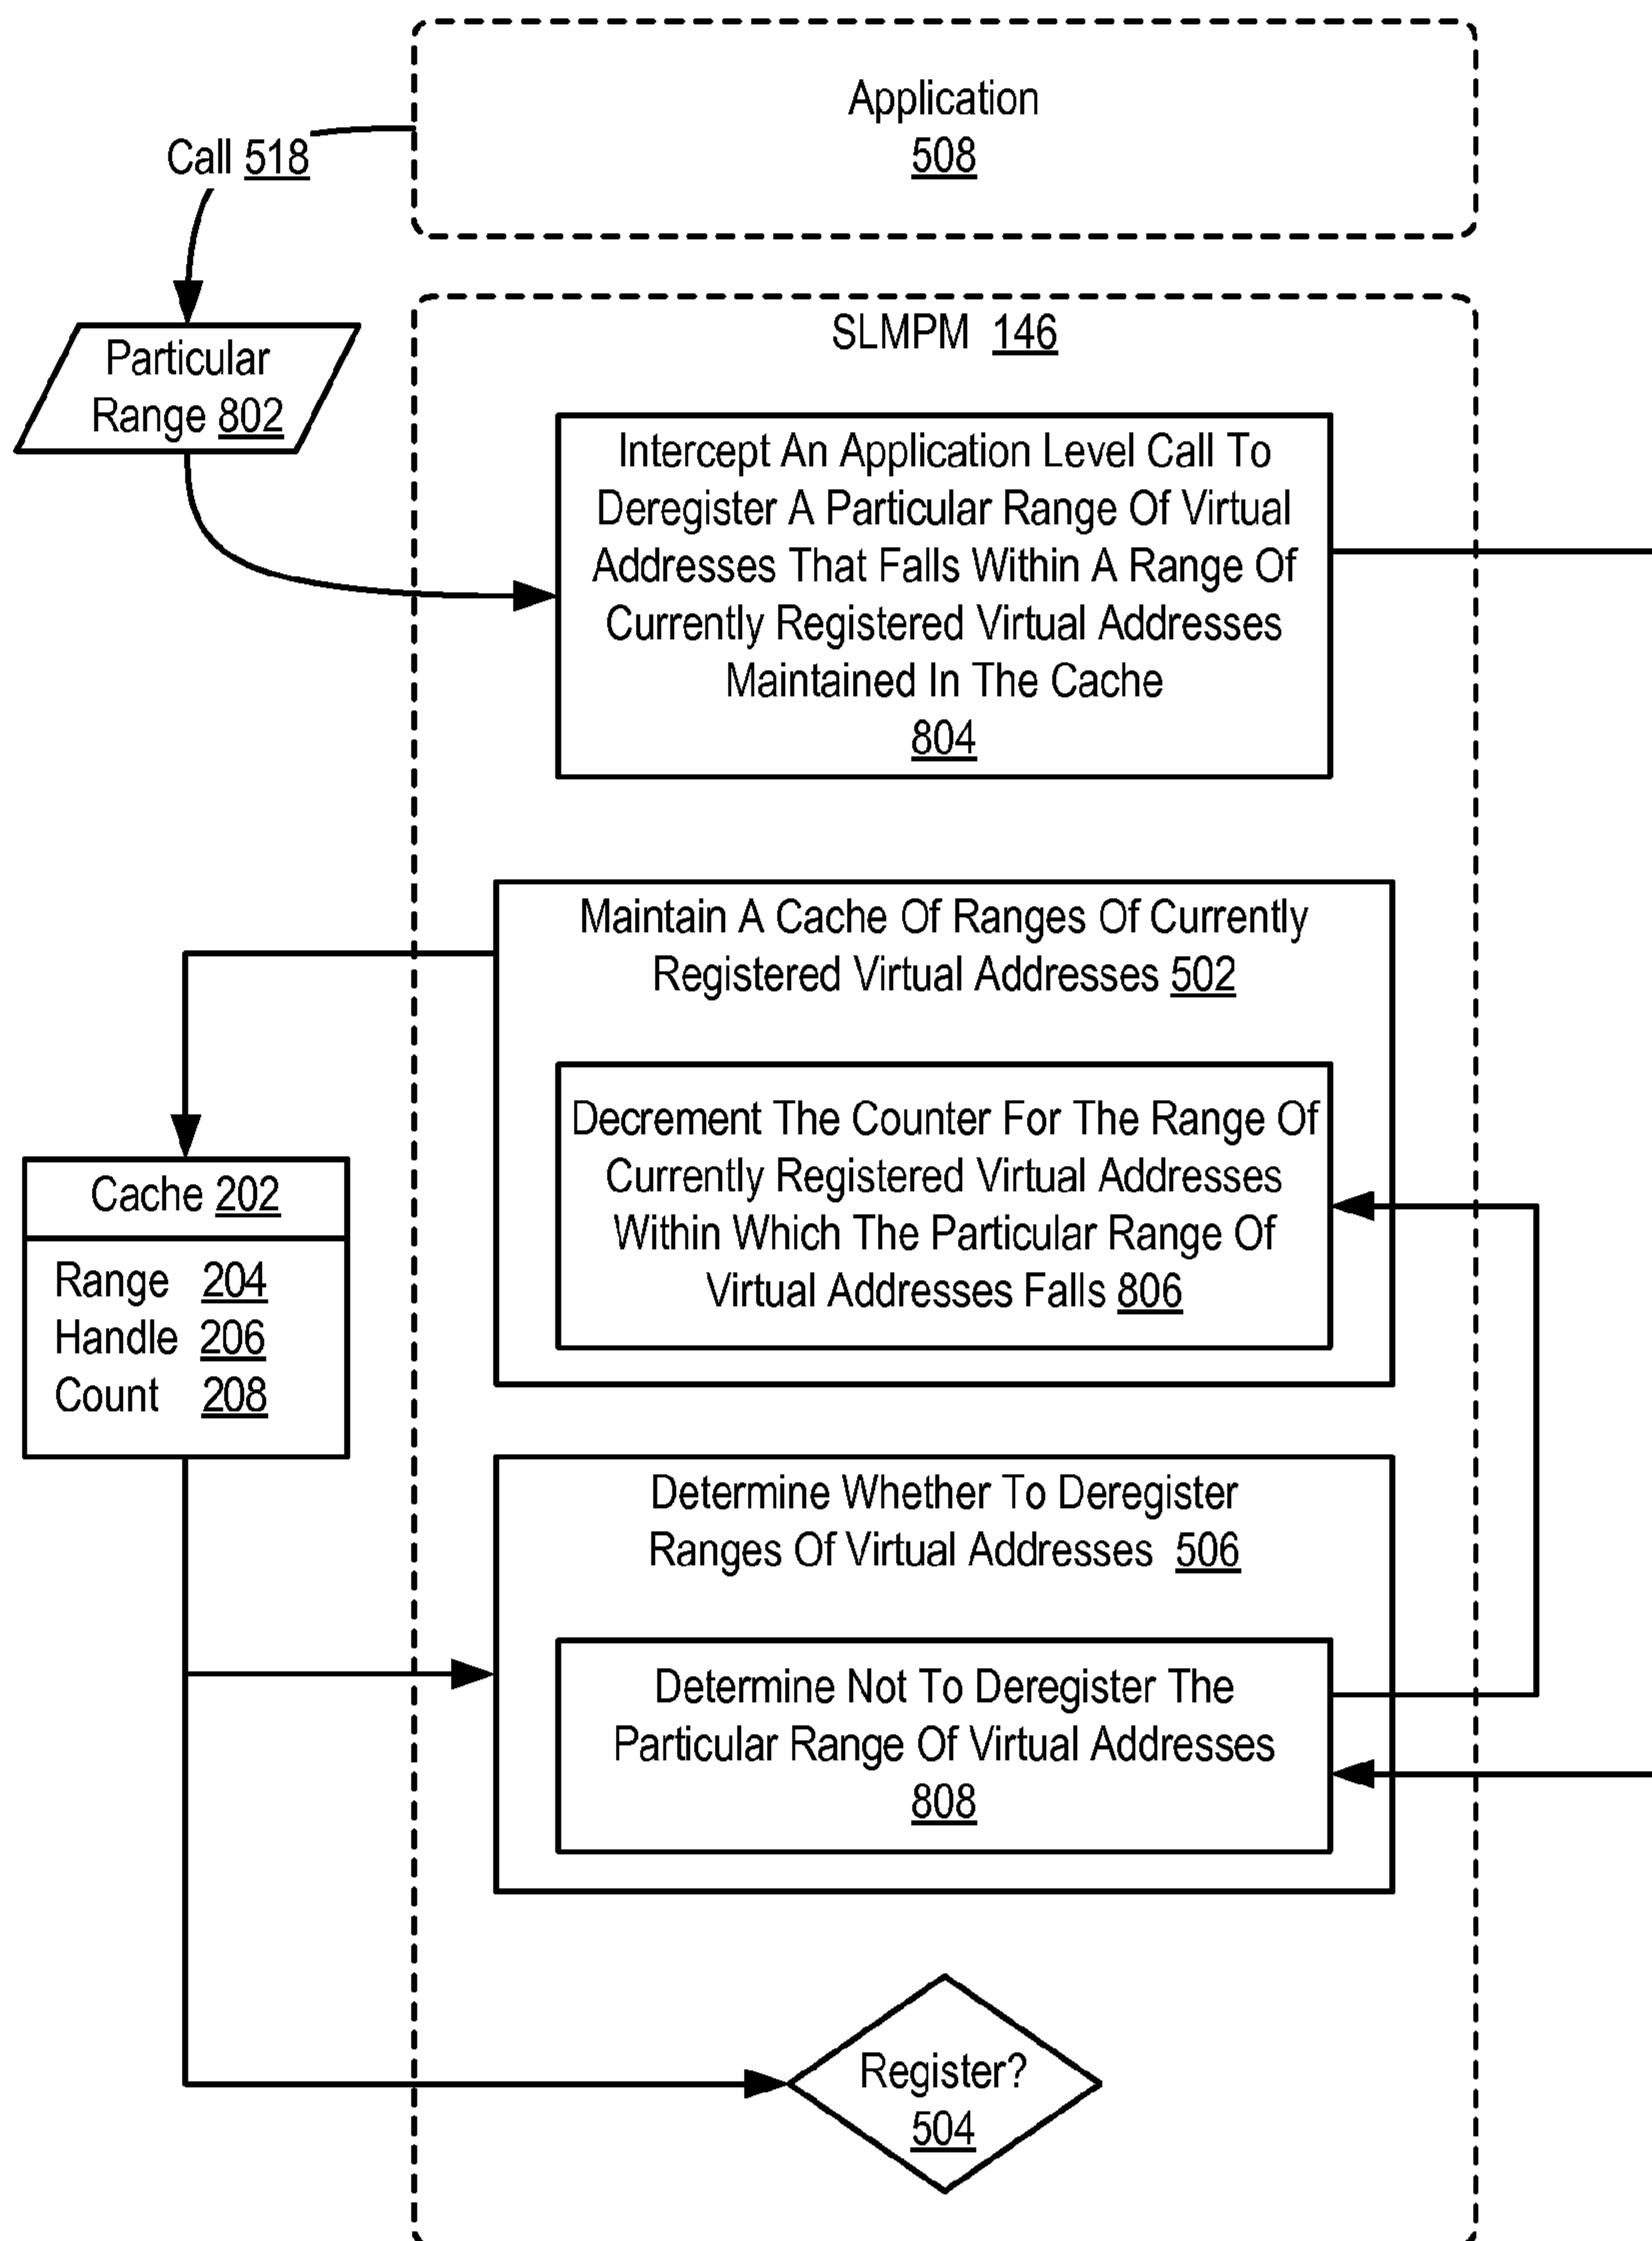 Application
508
Call 518
Particular
Range 802
SLMPM 146
Intercept An Application Level Call To
Deregister A Particular Range Of Virtual
Addresses That Falls Within A Range Of
Currently Registered Virtual Addresses
Maintained In The Cache
804
Maintain A Cache Of Ranges Of Currently
Registered Virtual Addresses 502
Decrement The Counter For The Range Of
Currently Registered Virtual Addresses
Within Which The Particular Range Of
Virtual Addresses Falls 806
Cache 202
Range 204
Handle 206
Count 208
Determine Whether To Deregister
Ranges Of Virtual Addresses 506
Determine Not To Deregister The
Particular Range Of Virtual Addresses
808
Register?
504